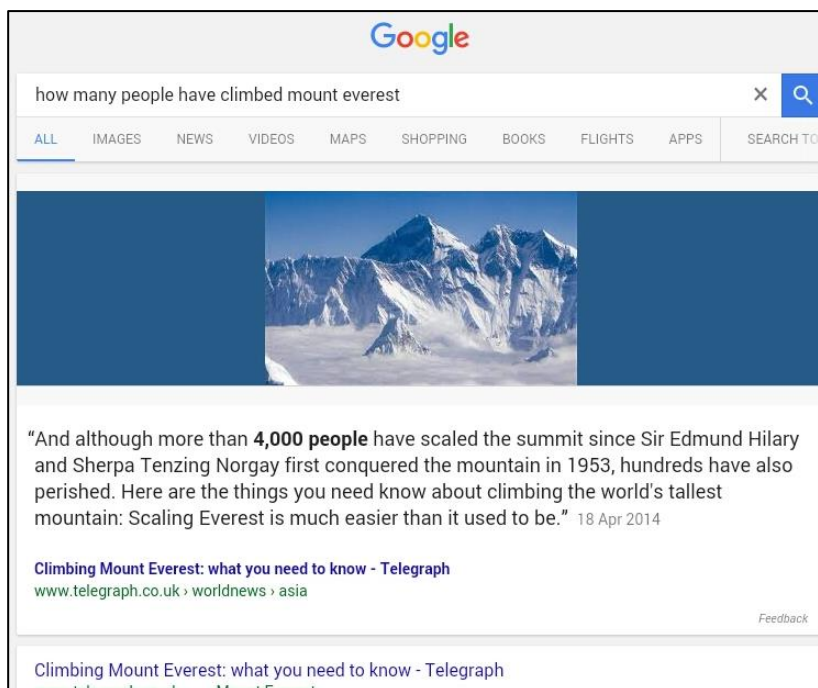 Google
how many people have climbed mount everest
ALL IMAGES NEWS VIDEOS MAPS SHOPPING BOOKS FLIGHTS APPS SEARCH TO
“And although more than 4,000 people have scaled the summit since Sir Edmund Hilary
and Sherpa Tenzing Norgay first conquered the mountain in 1953, hundreds have also
perished. Here are the things you need know about climbing the world's tallest
mountain: Scaling Everest is much easier than it used to be.” 18 Apr 2014
Climbing Mount Everest: what you need to know - Telegraph
www.telegraph.co.uk › worldnews › asia
Feedback
Climbing Mount Everest: what you need to know - Telegraph